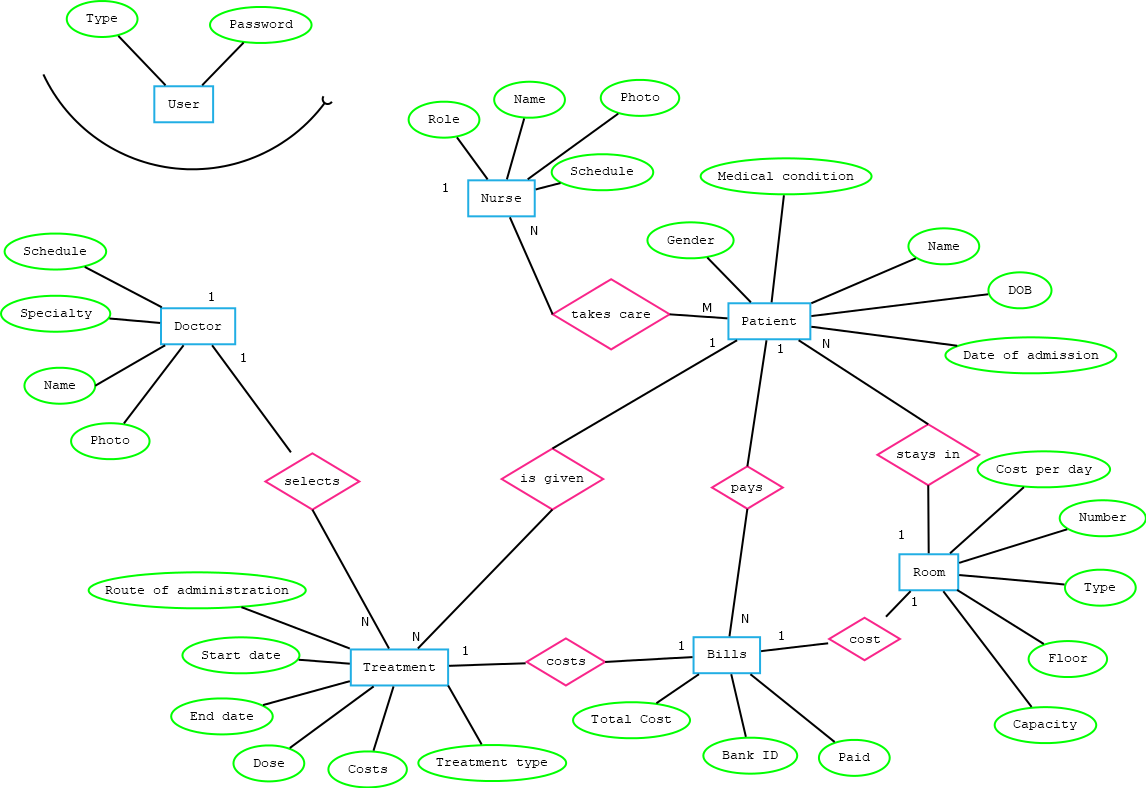 Type
Password
User
Name
Photo
Role
Schedule
1
Nurse
N
Medical condition
Gender
Name
DOB
Schedule
1
Specialty
Doctor
takes care
M
Patient
1
1
N
Date of admission
1
Name
Photo
selects
is given
pays
stays in
Cost per day
Number
1
Room
Type
1
Route of administration
N
N
N
Start date
Treatment
1
costs
1
Bills
1
cost
Floor
End date
Total Cost
Capacity
Dose
Costs
Treatment type
Bank ID
Paid